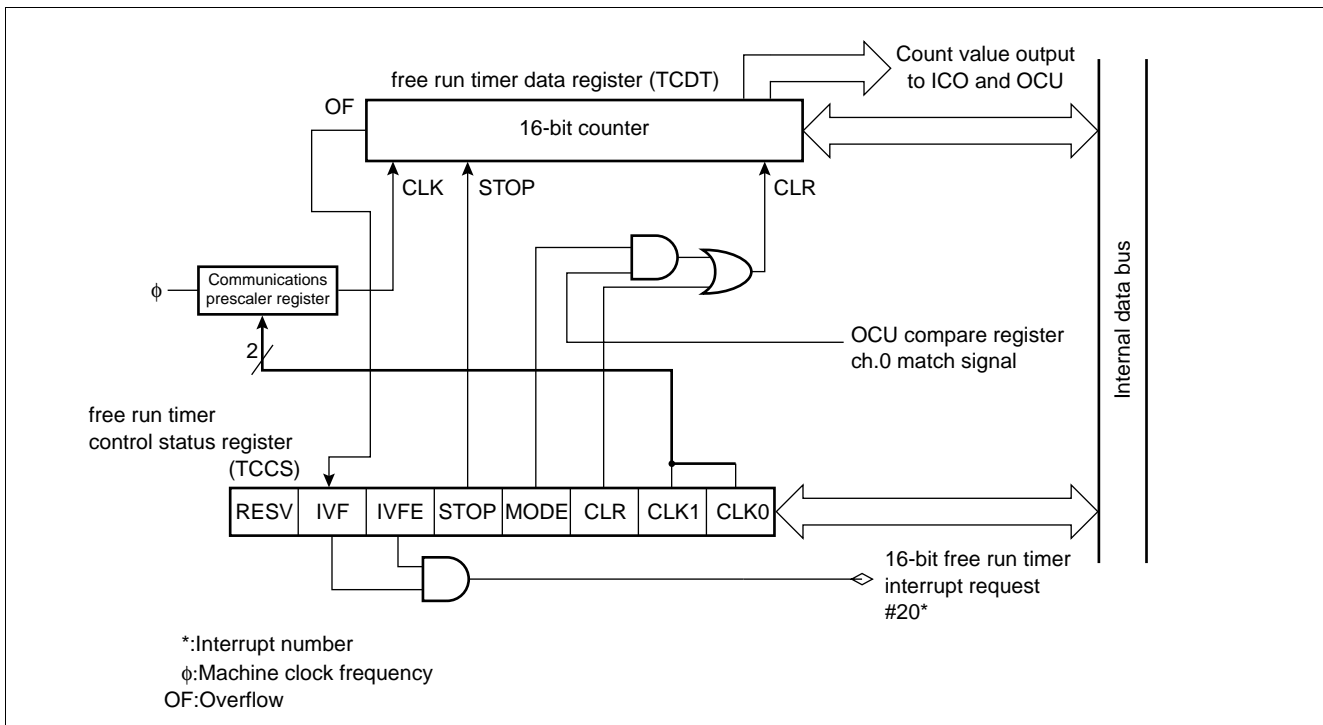 Count value output
to ICO and OCU
free run timer data register (TCDT)
OF
16-bit counter
CLK
STOP
CLR
Communications
prescaler register
ϕ
OCU compare register
ch.0 match signal
2
Internal data bus
free run timer
control status register
(TCCS)
RESV IVF IVFE STOP MODE CLR CLK1 CLK0
16-bit free run timer
interrupt request
#20*
*:Interrupt number
ϕ:Machine clock frequency
OF:Overflow